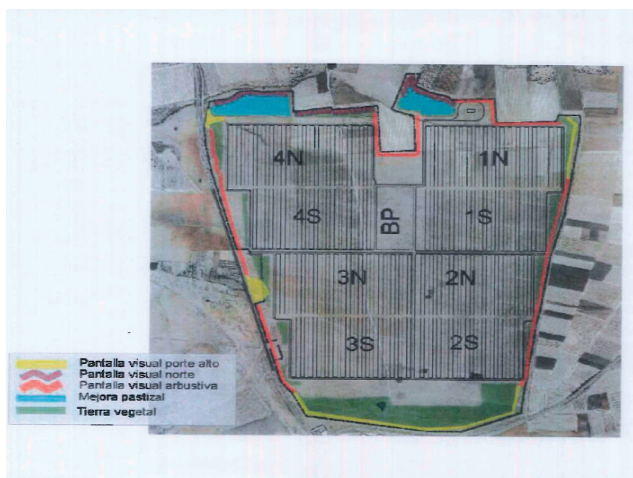 4N
1N
4S
BP
1S
3N
2N
3S
2S
Pantalla visual porte alto
Pantalla visual norte
Pantalla visual arbustiva
Mejora pastizal
Tierra vegetal